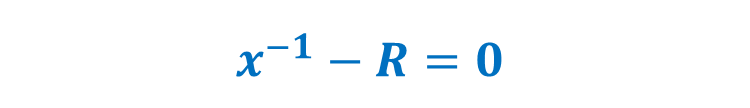 x⁻¹ − R = 0